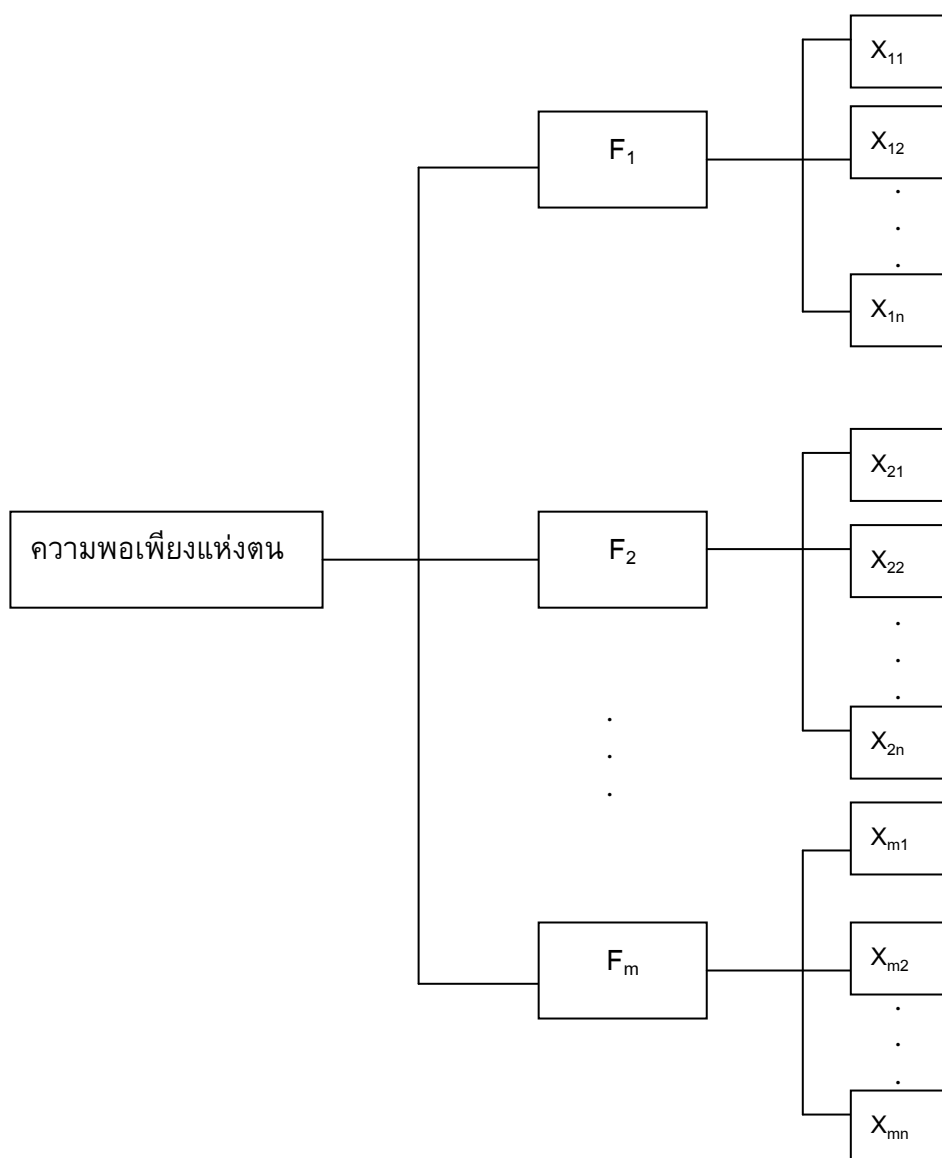 X₁₁
F₁
X₁₂
.
.
.
X₁ₙ
X₂₁
ความพอเพียงแห่งตน
F₂
X₂₂
.
.
.
X₂ₙ
.
.
.
Xₘ₁
Fₘ
Xₘ₂
.
.
.
Xₘₙ